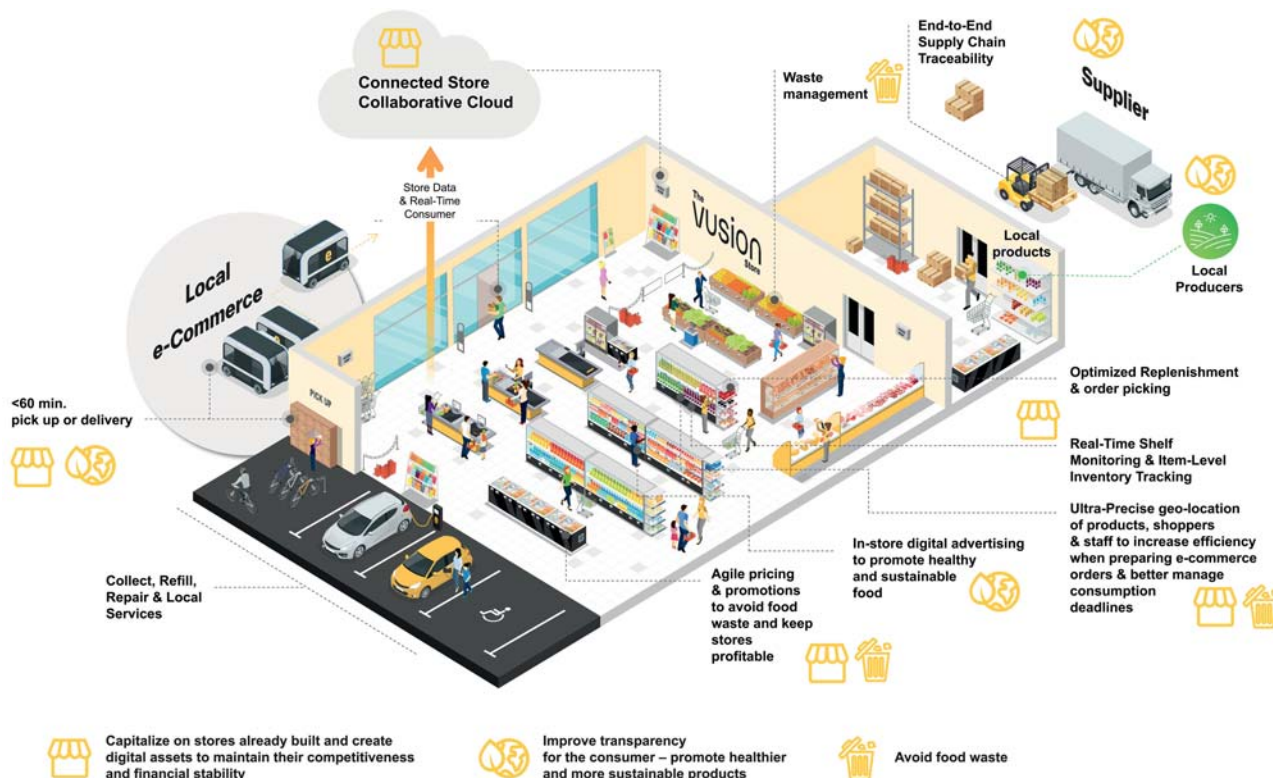 Connected Store
Collaborative Cloud
Waste
management
End-to-End
Supply Chain
Traceability
Supplier
Store Data
& Real-Time
Consumer
The
vusion
Store
Local
products
Local
Producers
Local
e-Commerce
e
PICK UP
<60 min.
pick up or delivery
Optimized Replenishment
& order picking
Real-Time Shelf
Monitoring & Item-Level
Inventory Tracking
Ultra-Precise geo-location
of products, shoppers
& staff to increase efficiency
when preparing e-commerce
orders & better manage
consumption
deadlines
In-store digital advertising
to promote healthy
and sustainable
food
Agile pricing
& promotions
to avoid food
waste and keep
stores
profitable
Collect, Refill,
Repair & Local
Services
Capitalize on stores already built and create
digital assets to maintain their competitiveness
and financial stability
Improve transparency
for the consumer – promote healthier
and more sustainable products
Avoid food waste